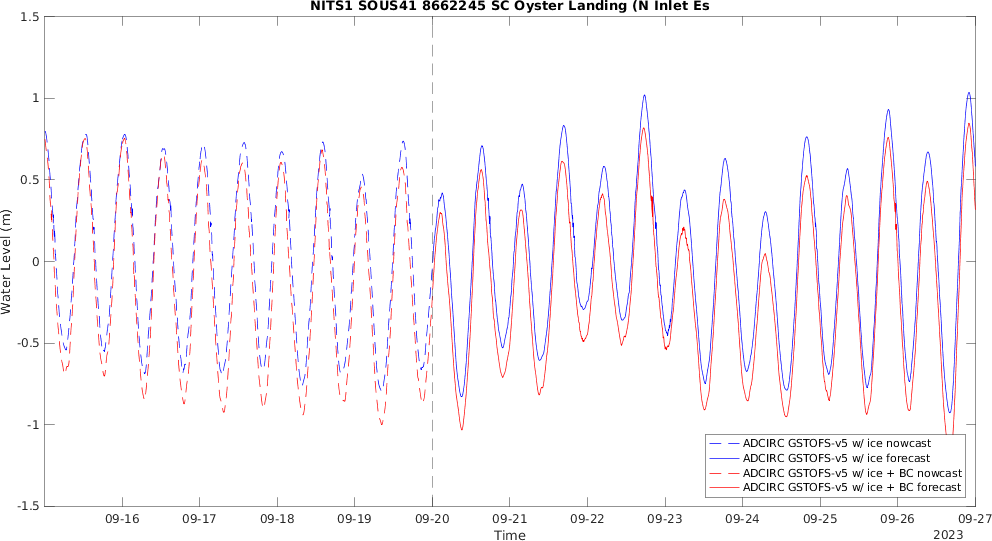 NITS1 SOUS41 8662245 SC Oyster Landing (N Inlet Es
1.5
1
0.5
0
-0.5
-1
-1.5
Water Level (m)
09-16 09-17 09-18 09-19 09-20 09-21 09-22 09-23 09-24 09-25 09-26 09-27
Time
2023
ADCIRC GSTOFS-v5 w/ ice nowcast
ADCIRC GSTOFS-v5 w/ ice forecast
ADCIRC GSTOFS-v5 w/ ice + BC nowcast
ADCIRC GSTOFS-v5 w/ ice + BC forecast